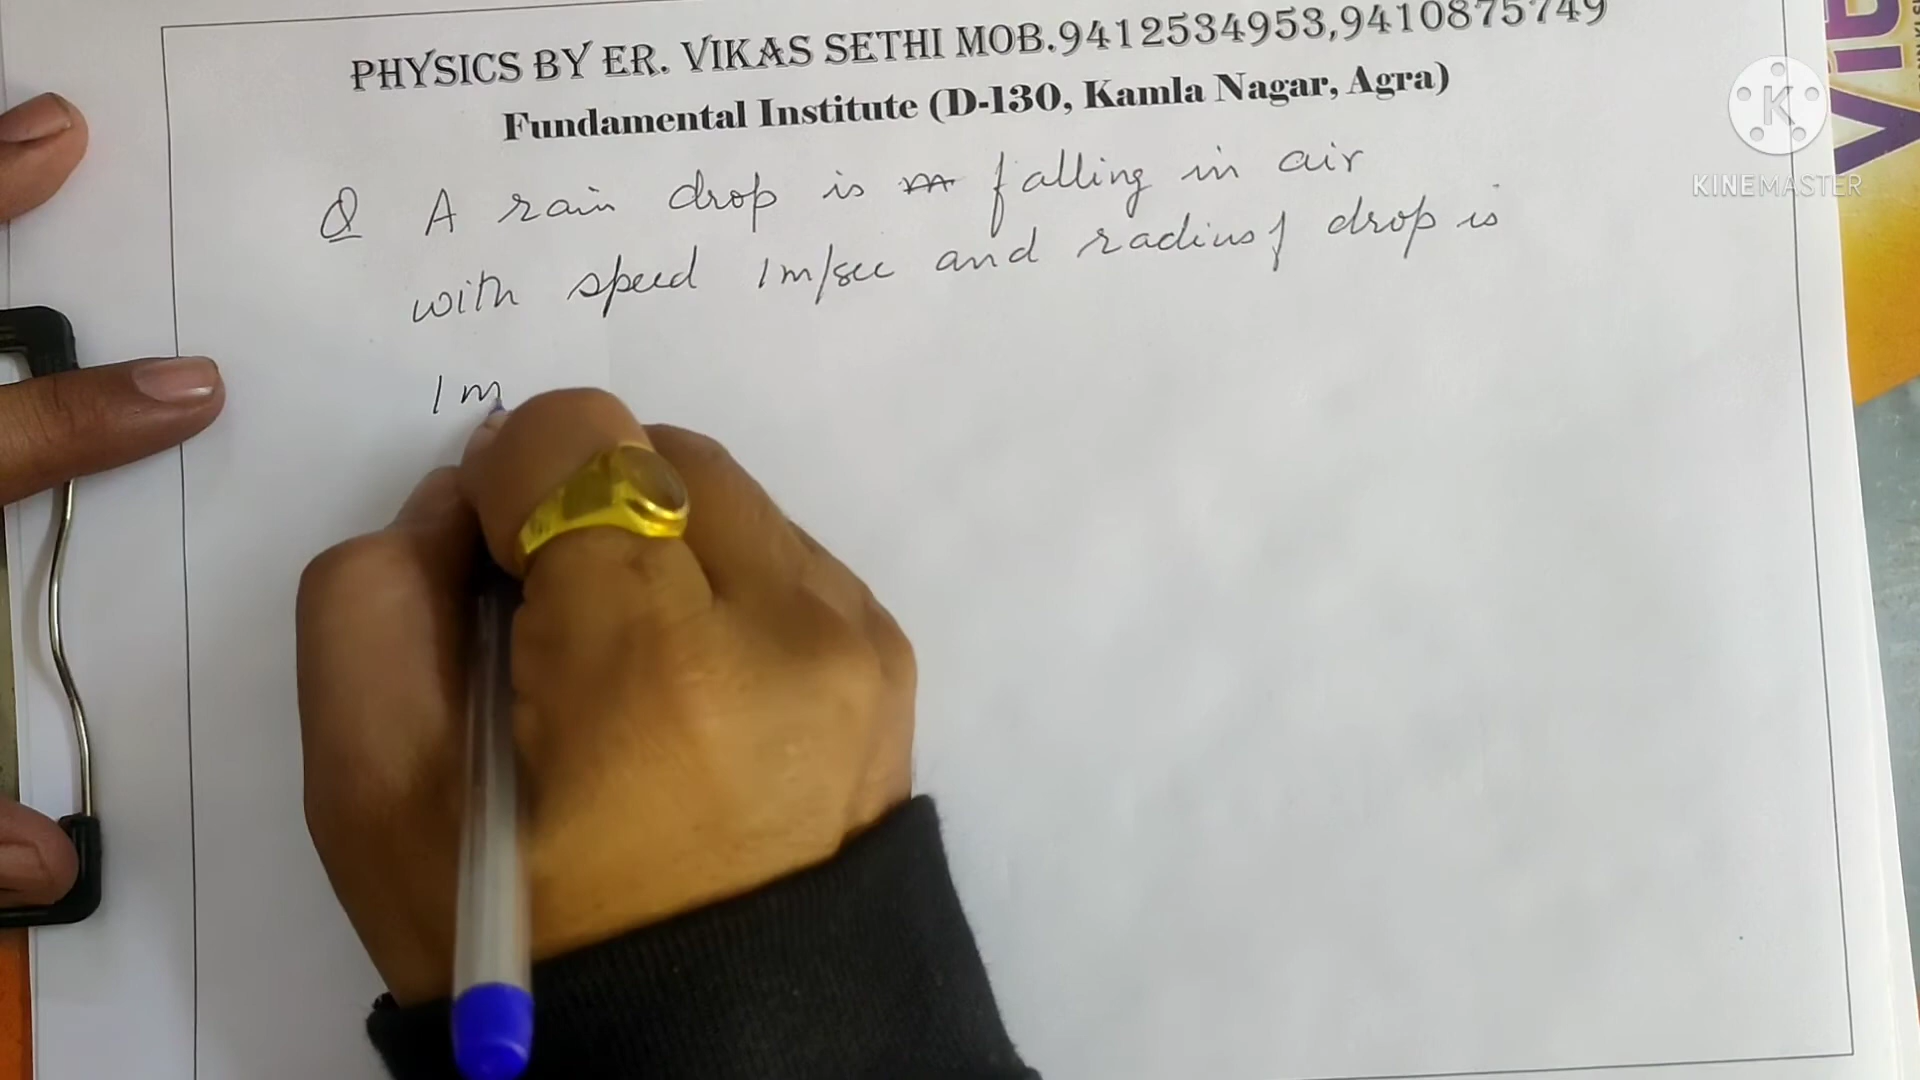 PHYSICS BY ER. VIKAS SETHI MOB.9412534953,9410875749
Fundamental Institute (D-130, Kamla Nagar, Agra)
Q A rain drop is falling in air
with speed 1m/sec and radius of drop is
1 m
KINEMASTER